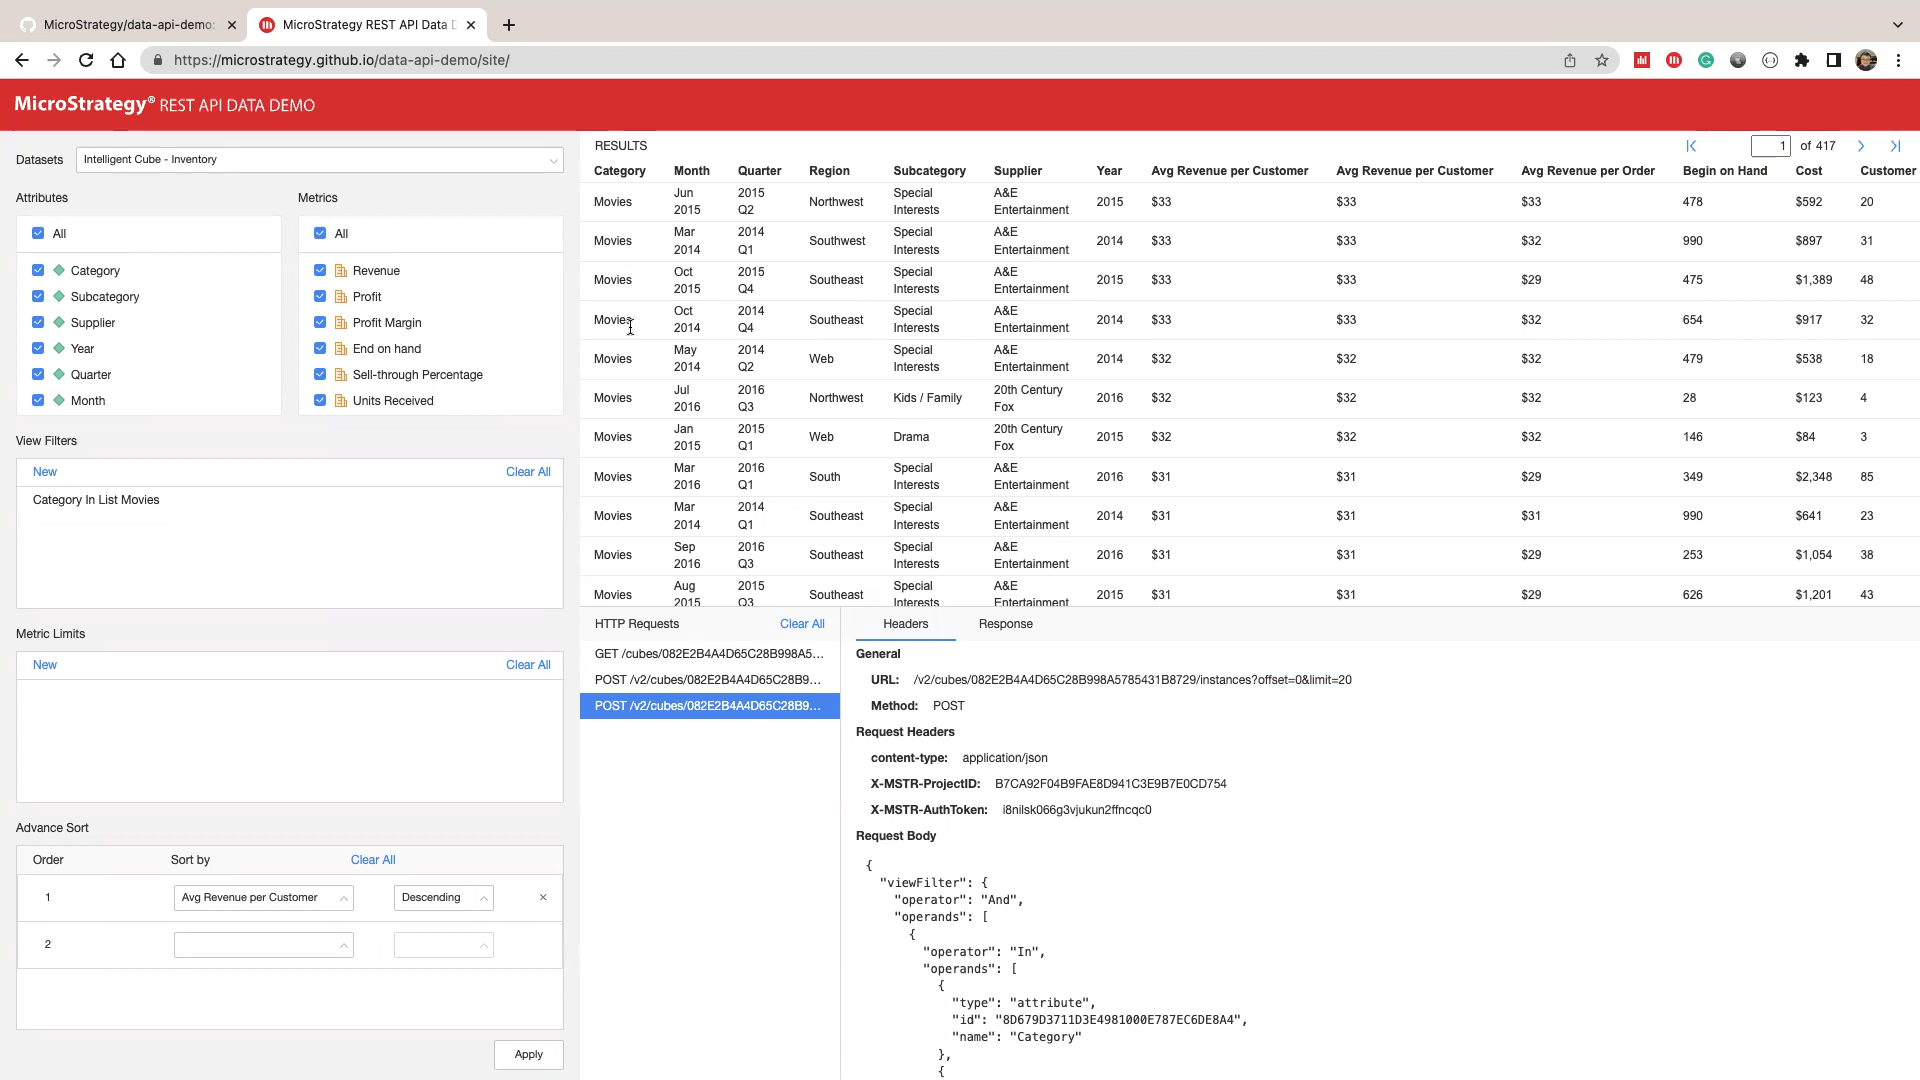 MicroStrategy/data-api-demo:
MicroStrategy REST API Data D
https://microstrategy.github.io/data-api-demo/site/
MicroStrategy® REST API DATA DEMO
Datasets Intelligent Cube - Inventory
Attributes
All
Category
Subcategory
Supplier
Year
Quarter
Month
Metrics
All
Revenue
Profit
Profit Margin
End on hand
Sell-through Percentage
Units Received
View Filters
New Clear All
Category In List Movies
Metric Limits
New Clear All
Advance Sort
Order Sort by Clear All
1 Avg Revenue per Customer Descending
2
Apply
RESULTS
1 of 417
Category Month Quarter Region Subcategory Supplier Year Avg Revenue per Customer Avg Revenue per Customer Avg Revenue per Order Begin on Hand Cost Customer
Movies Jun 2015 2015 Q2 Northwest Special Interests A&E Entertainment 2015 $33 $33 $33 478 $592 20
Movies Mar 2014 2014 Q1 Southwest Special Interests A&E Entertainment 2014 $33 $33 $32 990 $897 31
Movies Oct 2015 2015 Q4 Southeast Special Interests A&E Entertainment 2015 $33 $33 $29 475 $1,389 48
Movies Oct 2014 2014 Q4 Southeast Special Interests A&E Entertainment 2014 $33 $33 $32 654 $917 32
Movies May 2014 2014 Q2 Web Special Interests A&E Entertainment 2014 $32 $32 $32 479 $538 18
Movies Jul 2016 2016 Q3 Northwest Kids / Family 20th Century Fox 2016 $32 $32 $32 28 $123 4
Movies Jan 2015 2015 Q1 Web Drama 20th Century Fox 2015 $32 $32 $32 146 $84 3
Movies Mar 2016 2016 Q1 South Special Interests A&E Entertainment 2016 $31 $31 $29 349 $2,348 85
Movies Mar 2014 2014 Q1 Southeast Special Interests A&E Entertainment 2014 $31 $31 $31 990 $641 23
Movies Sep 2016 2016 Q3 Southeast Special Interests A&E Entertainment 2016 $31 $31 $29 253 $1,054 38
Movies Aug 2015 2015 Q3 Southeast Special Interests A&E Entertainment 2015 $31 $31 $29 626 $1,201 43
HTTP Requests Clear All
GET /cubes/082E2B4A4D65C28B998A5...
POST /v2/cubes/082E2B4A4D65C28B9...
POST /v2/cubes/082E2B4A4D65C28B9...
Headers Response
General
URL: /v2/cubes/082E2B4A4D65C28B998A5785431B8729/instances?offset=0&limit=20
Method: POST
Request Headers
content-type: application/json
X-MSTR-ProjectID: B7CA92F04B9FAE8D941C3E9B7E0CD754
X-MSTR-AuthToken: i8nilsk066g3vjukun2ffncqc0
Request Body
{
"viewFilter": {
"operator": "And",
"operands": [
{
"operator": "In",
"operands": [
{
"type": "attribute",
"id": "8D679D3711D3E4981000E787EC6DE8A4",
"name": "Category"
},
{